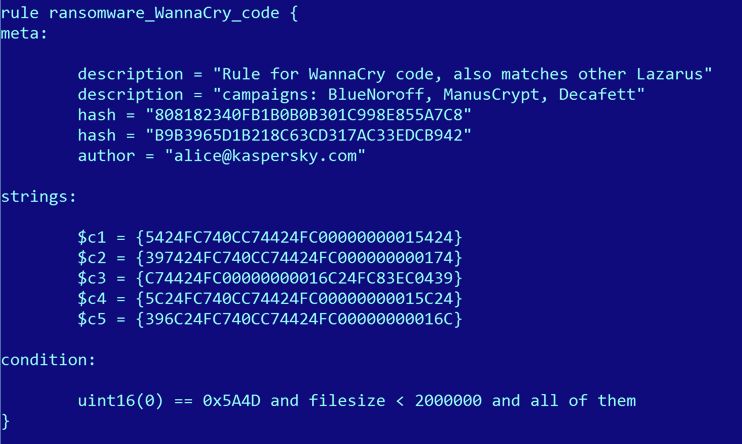 rule ransomware_WannaCry_code {
meta:
description = "Rule for WannaCry code, also matches other Lazarus"
description = "campaigns: BlueNoroff, ManusCrypt, Decafett"
hash = "808182340FB1B0B0B301C998E855A7C8"
hash = "B9B3965D1B218C63CD317AC33EDCB942"
author = "alice@kaspersky.com"
strings:
$c1 = {5424FC740CC74424FC00000000015424}
$c2 = {397424FC740CC74424FC000000000174}
$c3 = {C74424FC00000000016C24FC83EC0439}
$c4 = {5C24FC740CC74424FC00000000015C24}
$c5 = {396C24FC740CC74424FC00000000016C}
condition:
uint16(0) == 0x5A4D and filesize < 2000000 and all of them
}